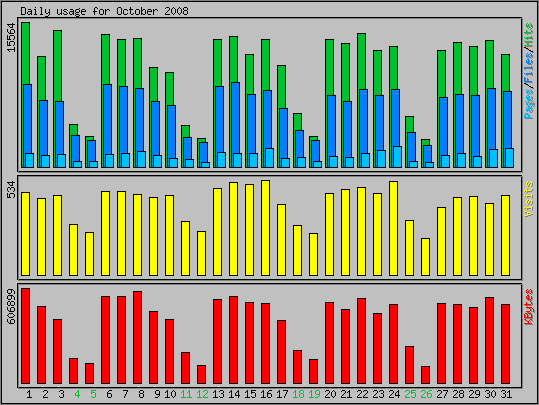 Daily usage for October 2008
15564
Pages/Files/Hits
534
Visits
606899
KBytes
1 2 3 4 5 6 7 8 9 10 11 12 13 14 15 16 17 18 19 20 21 22 23 24 25 26 27 28 29 30 31